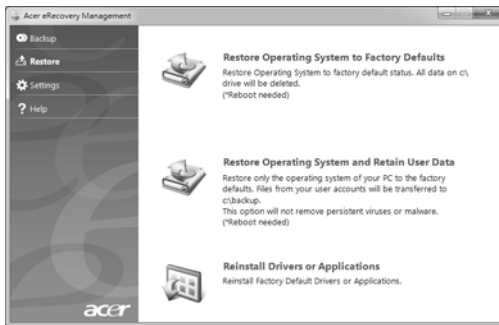 Acer eRecovery Management
Backup
Restore
Settings
? Help
Restore Operating System to Factory Defaults
Restore Operating System to factory default status. All data on c:\
drive will be deleted.
(*Reboot needed)
Restore Operating System and Retain User Data
Restore only the operating system of your PC to the factory
defaults. Files from your user accounts will be transferred to
c:\backup.
This option will not remove persistent viruses or malware.
(*Reboot needed)
Reinstall Drivers or Applications
Reinstall Factory Default Drivers or Applications.
acer